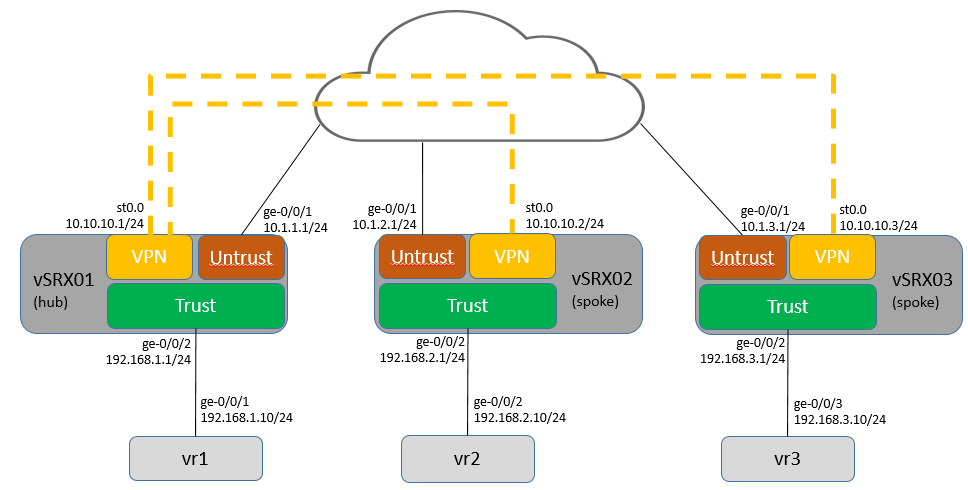 st0.0
10.10.10.1/24
ge-0/0/1
10.1.1.1/24
ge-0/0/1
10.1.2.1/24
st0.0
10.10.10.2/24
ge-0/0/1
10.1.3.1/24
st0.0
10.10.10.3/24
vSRX01
(hub)
VPN
Untrust
Trust
Untrust
VPN
Trust
vSRX02
(spoke)
Untrust
VPN
Trust
vSRX03
(spoke)
ge-0/0/2
192.168.1.1/24
ge-0/0/2
192.168.2.1/24
ge-0/0/2
192.168.3.1/24
ge-0/0/1
192.168.1.10/24
ge-0/0/2
192.168.2.10/24
ge-0/0/3
192.168.3.10/24
vr1
vr2
vr3